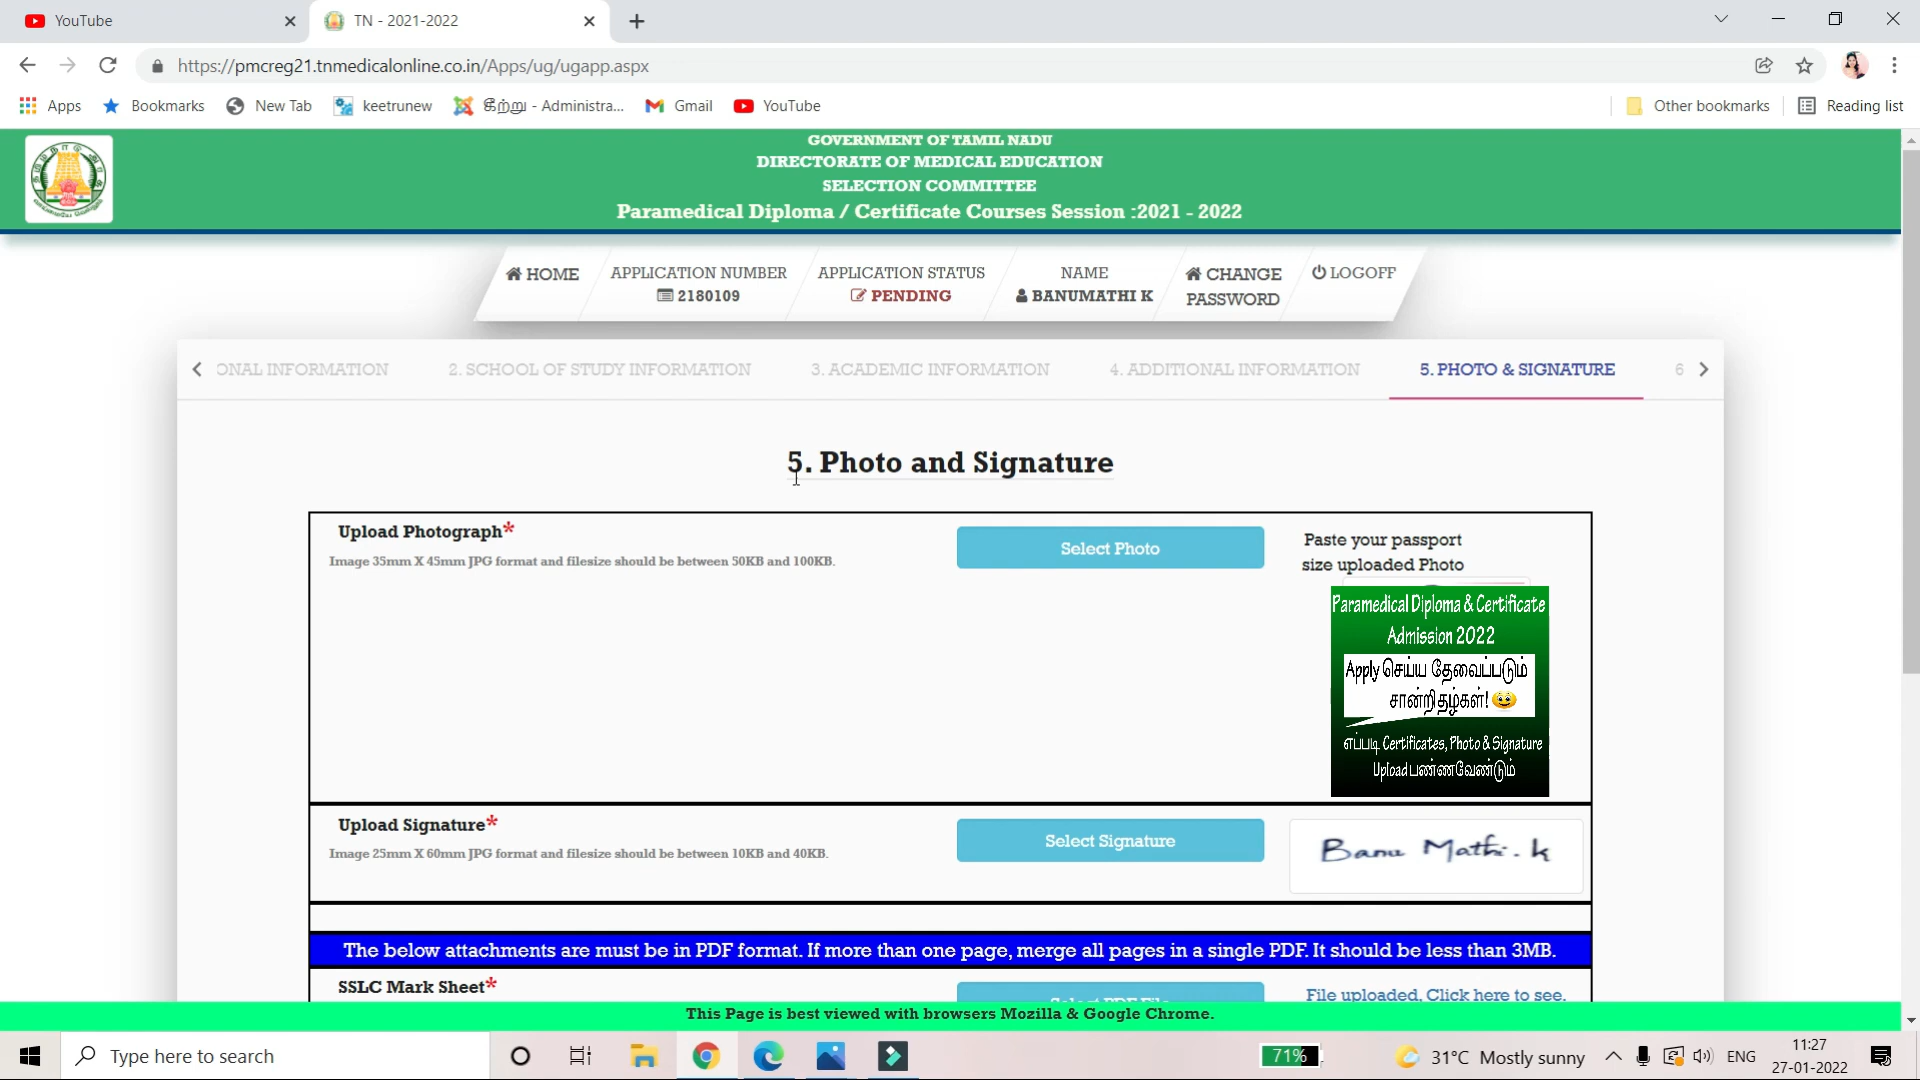 YouTube
TN - 2021-2022
https://pmcreg21.tnmedicalonline.co.in/Apps/ug/ugapp.aspx
Apps
Bookmarks
New Tab
keetrunew
கீற்று - Administra...
Gmail
YouTube
Other bookmarks
Reading list
GOVERNMENT OF TAMIL NADU
DIRECTORATE OF MEDICAL EDUCATION
SELECTION COMMITTEE
Paramedical Diploma / Certificate Courses Session :2021 - 2022
HOME
APPLICATION NUMBER
2180109
APPLICATION STATUS
PENDING
NAME
BANUMATHI K
CHANGE
PASSWORD
LOGOFF
ONAL INFORMATION
2. SCHOOL OF STUDY INFORMATION
3. ACADEMIC INFORMATION
4. ADDITIONAL INFORMATION
5. PHOTO & SIGNATURE
6
5. Photo and Signature
Upload Photograph*
Image 35mm X 45mm JPG format and filesize should be between 50KB and 100KB.
Select Photo
Paste your passport
size uploaded Photo
Paramedical Diploma & Certificate
Admission 2022
Apply செய்ய தேவைப்படும்
சான்றிதழ்கள்!
எப்படி Certificates, Photo & Signature
Upload பண்ணவேண்டும்
Upload Signature*
Image 25mm X 60mm JPG format and filesize should be between 10KB and 40KB.
Select Signature
Banu Mathi. K
The below attachments are must be in PDF format. If more than one page, merge all pages in a single PDF. It should be less than 3MB.
SSLC Mark Sheet*
Select PDF File
File uploaded, Click here to see.
This Page is best viewed with browsers Mozilla & Google Chrome.
Type here to search
71%
31°C Mostly sunny
ENG
11:27
27-01-2022